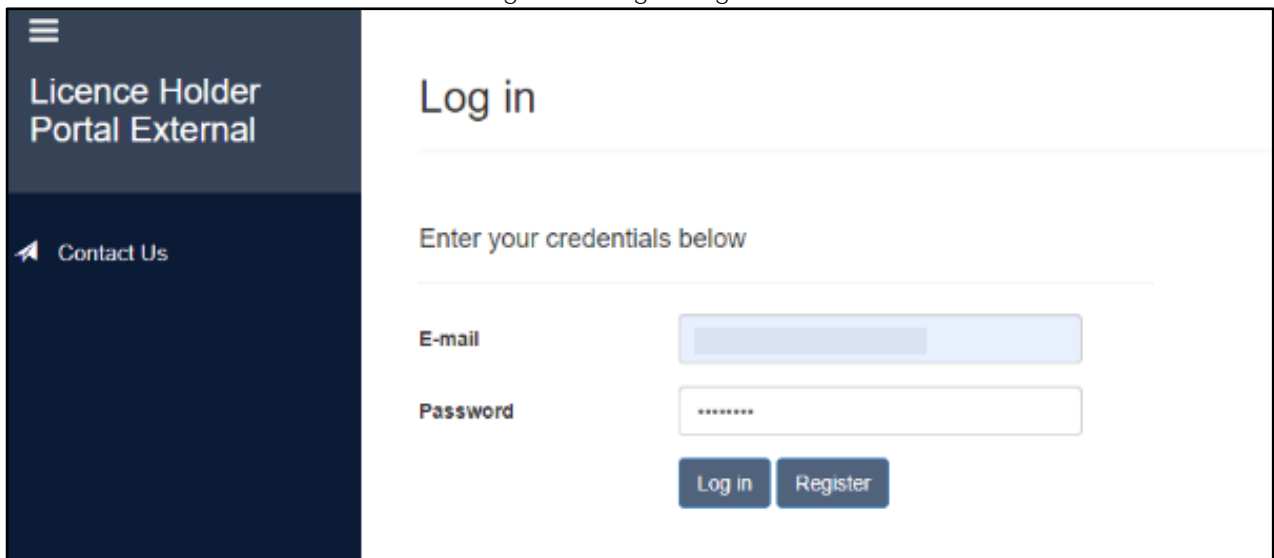 Licence Holder
Portal External
Contact Us
Log in
Enter your credentials below
E-mail
Password ********
Log in Register